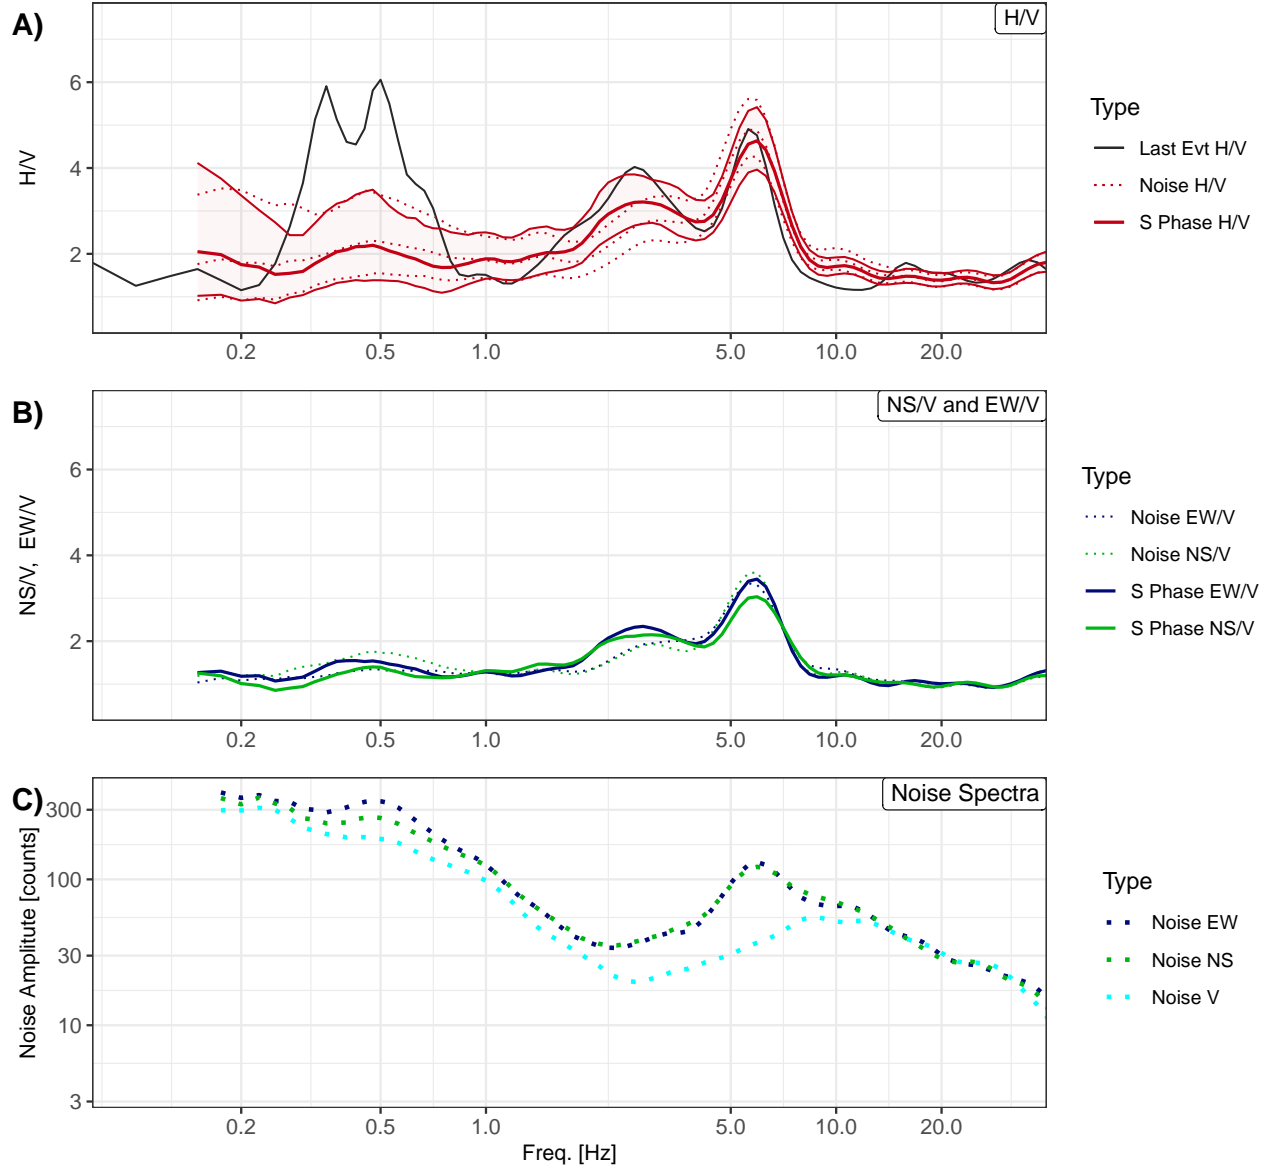 A)
H/V
6
4
2
H/V
0.2 0.5 1.0 5.0 10.0 20.0
Type
Last Evt H/V
Noise H/V
S Phase H/V
B)
NS/V and EW/V
6
4
2
NS/V, EW/V
0.2 0.5 1.0 5.0 10.0 20.0
Type
Noise EW/V
Noise NS/V
S Phase EW/V
S Phase NS/V
C)
Noise Spectra
300
100
30
10
3
Noise Amplitute [counts]
0.2 0.5 1.0 5.0 10.0 20.0
Freq. [Hz]
Type
Noise EW
Noise NS
Noise V